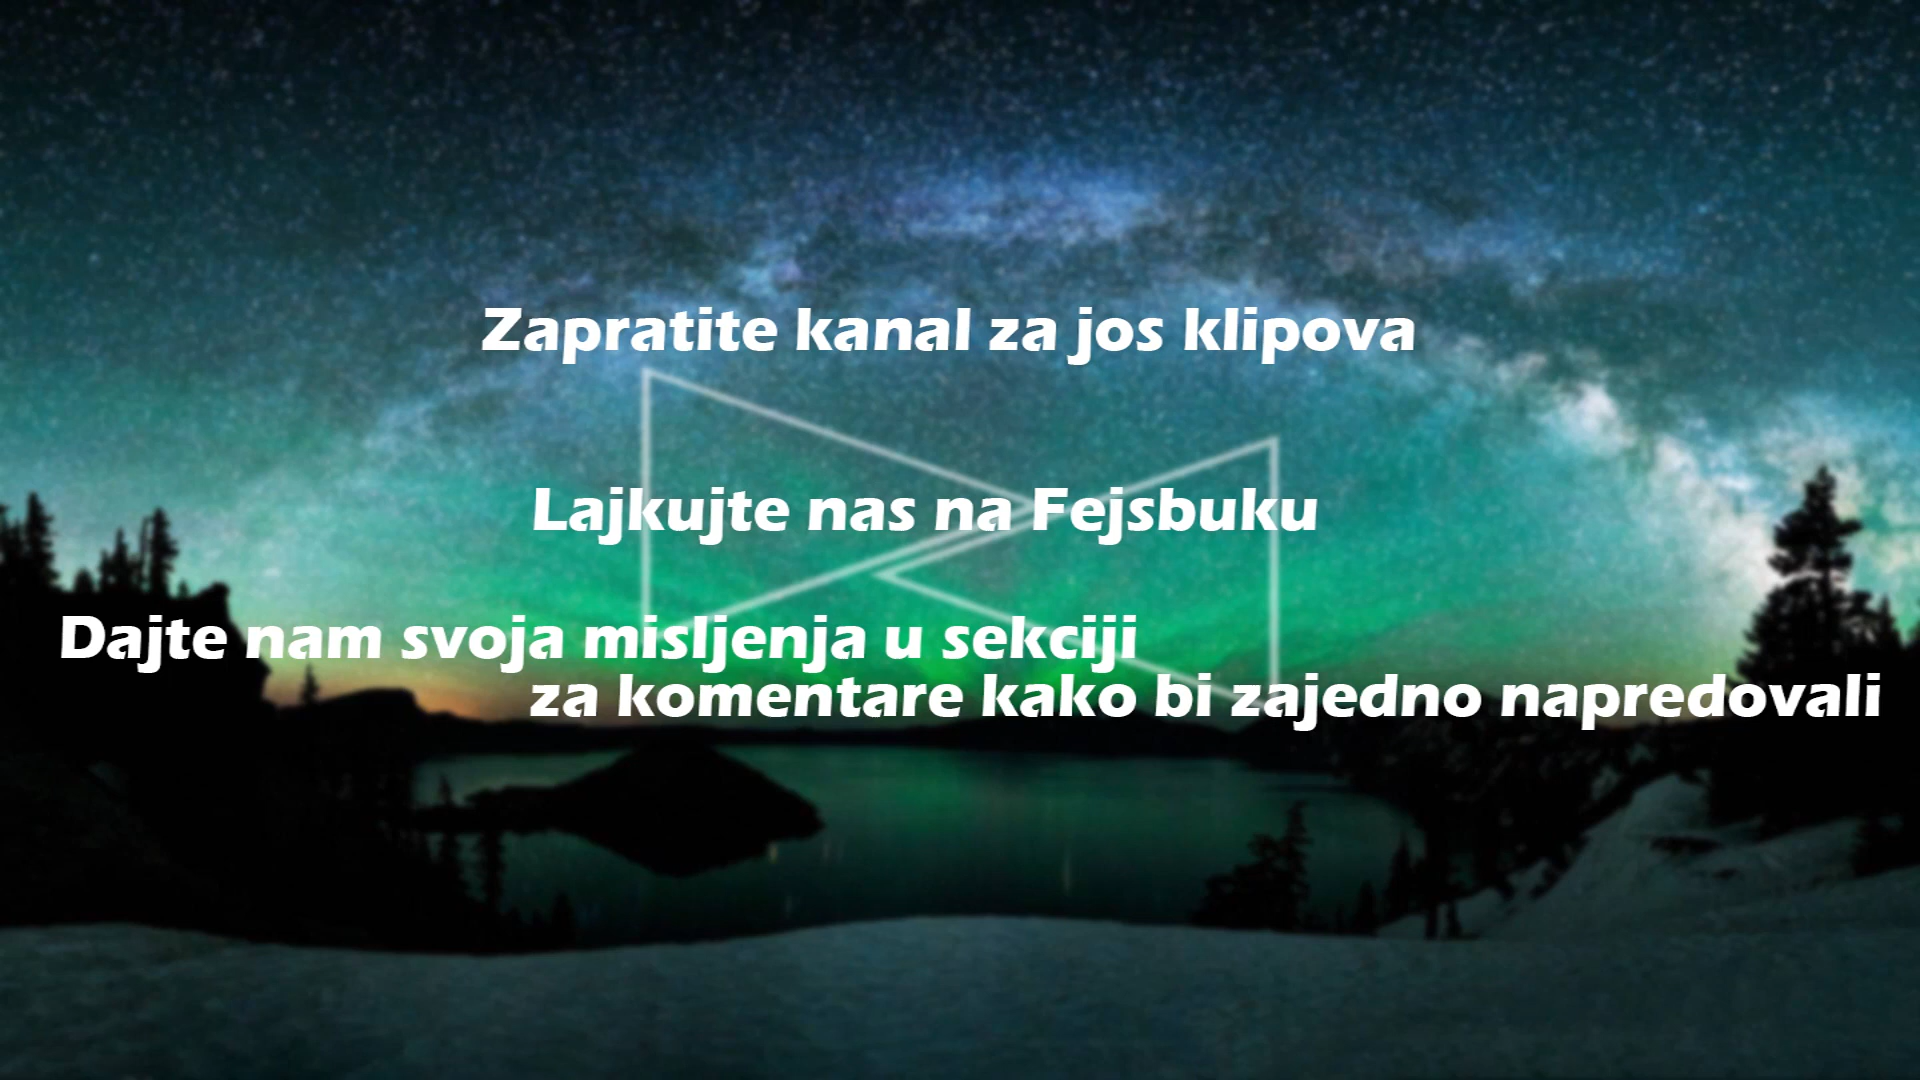 Zapratite kanal za jos klipova
Lajkujte nas na Fejsbuku
Dajte nam svoja misljenja u sekciji
za komentare kako bi zajedno napredovali